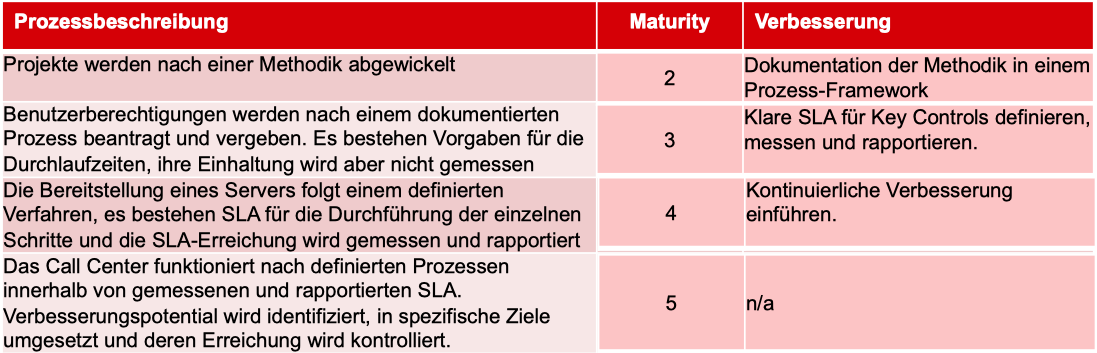 Prozessbeschreibung Maturity Verbesserung
Projekte werden nach einer Methodik abgewickelt
2
Dokumentation der Methodik in einem
Prozess-Framework
Benutzerberechtigungen werden nach einem dokumentierten
Prozess beantragt und vergeben. Es bestehen Vorgaben für die
Durchlaufzeiten, ihre Einhaltung wird aber nicht gemessen
3
Klare SLA für Key Controls definieren,
messen und rapportieren.
Die Bereitstellung eines Servers folgt einem definierten
Verfahren, es bestehen SLA für die Durchführung der einzelnen
Schritte und die SLA-Erreichung wird gemessen und rapportiert
4
Kontinuierliche Verbesserung
einführen.
Das Call Center funktioniert nach definierten Prozessen
innerhalb von gemessenen und rapportierten SLA.
Verbesserungspotential wird identifiziert, in spezifische Ziele
umgesetzt und deren Erreichung wird kontrolliert.
5
n/a